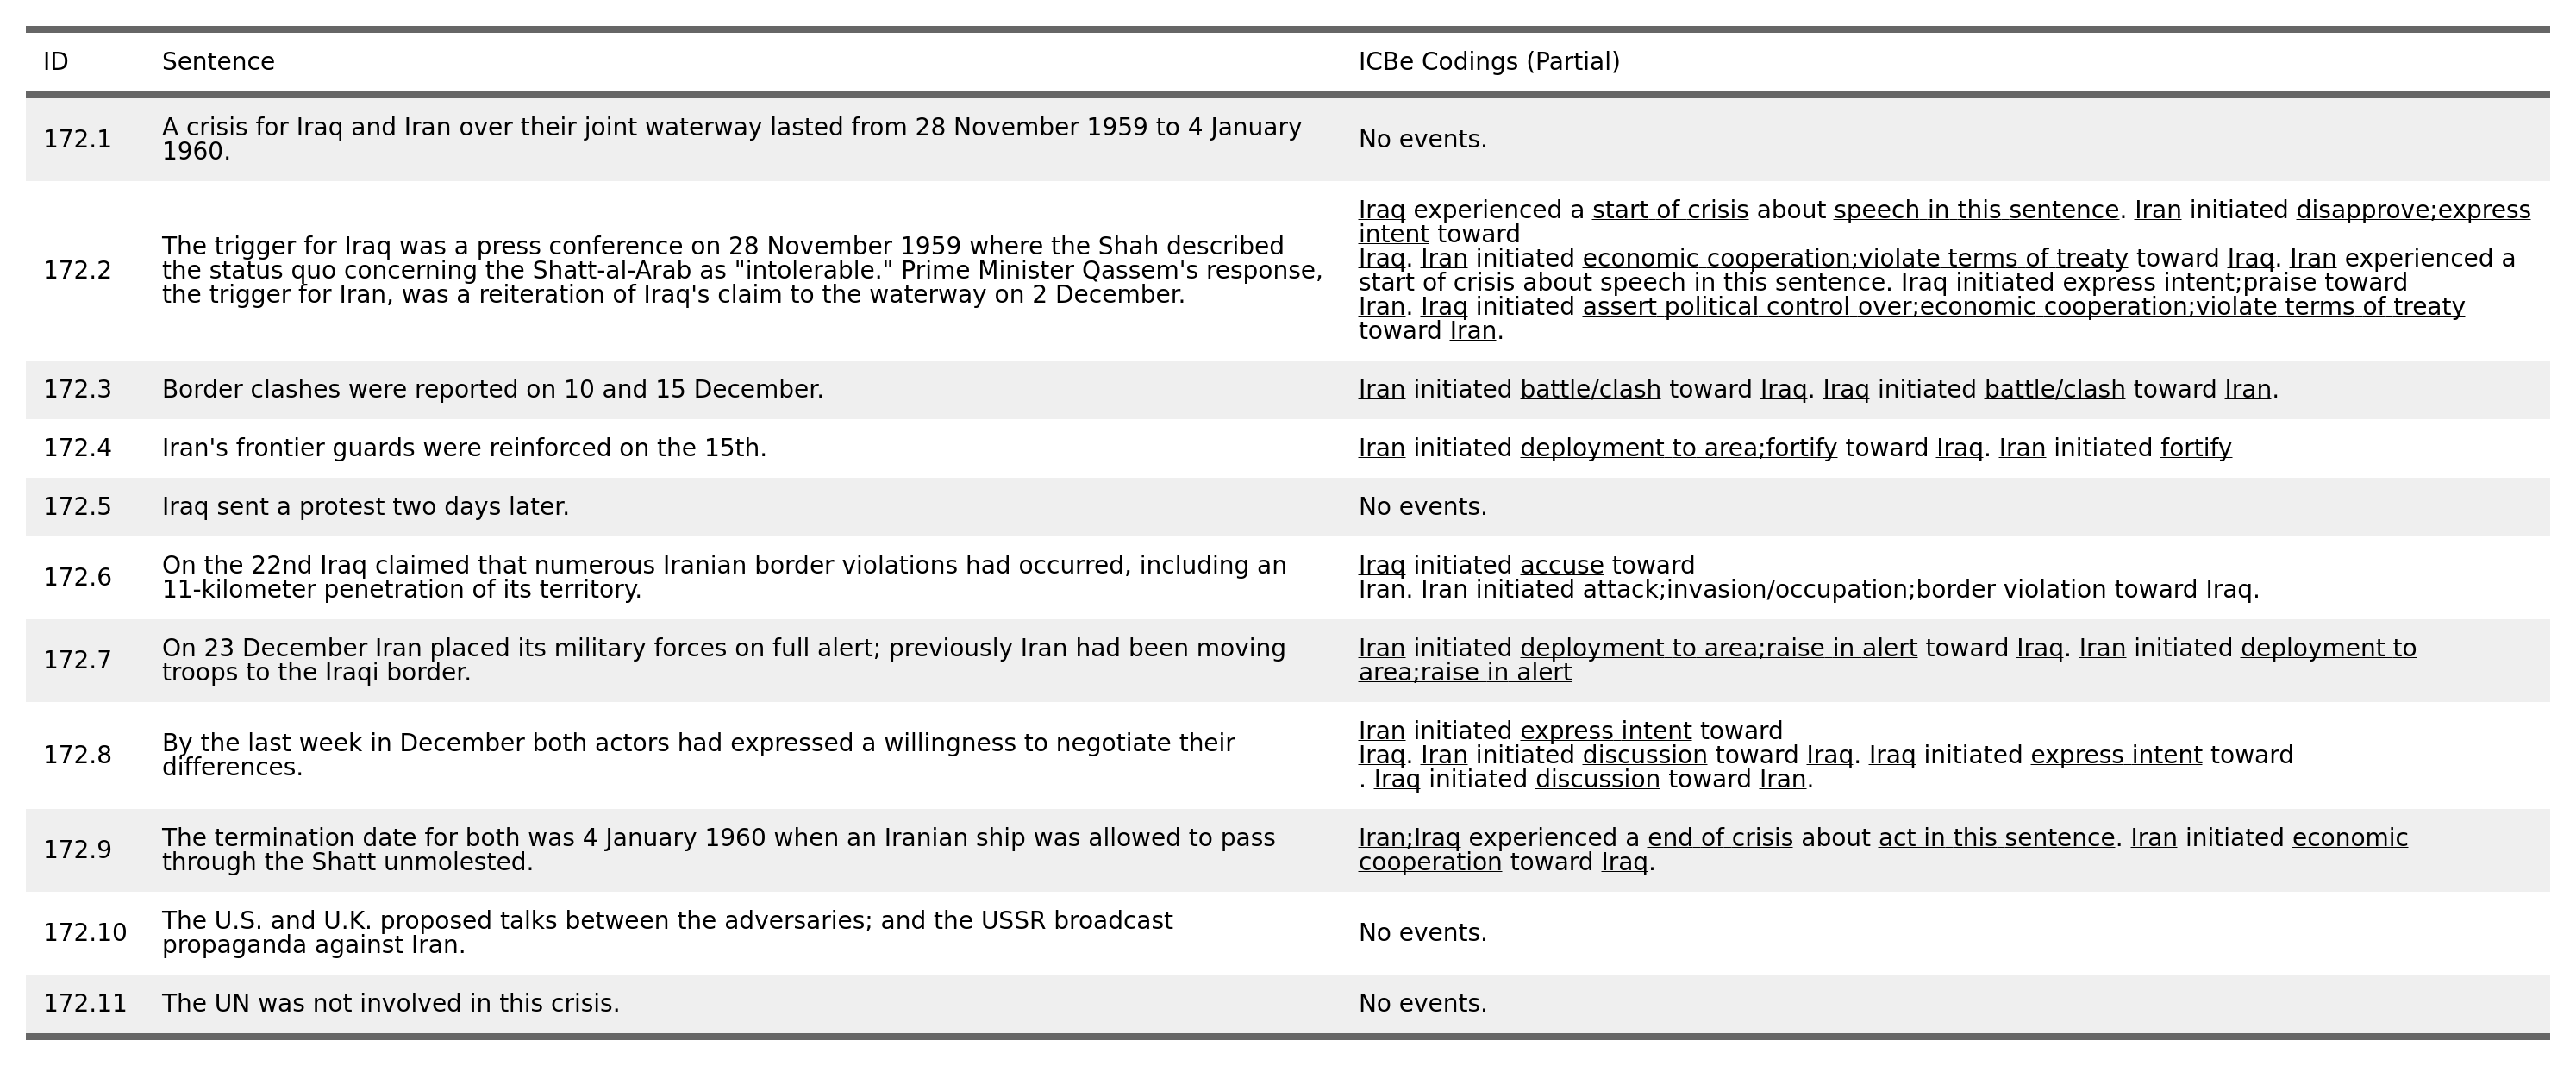 ID Sentence ICBe Codings (Partial)
172.1 A crisis for Iraq and Iran over their joint waterway lasted from 28 November 1959 to 4 January
1960.
No events.
172.2 The trigger for Iraq was a press conference on 28 November 1959 where the Shah described
the status quo concerning the Shatt-al-Arab as "intolerable." Prime Minister Qassem's response,
the trigger for Iran, was a reiteration of Iraq's claim to the waterway on 2 December.
Iraq experienced a start of crisis about speech in this sentence. Iran initiated disapprove;express
intent toward
Iraq. Iran initiated economic cooperation;violate terms of treaty toward Iraq. Iran experienced a
start of crisis about speech in this sentence. Iraq initiated express intent;praise toward
Iran. Iraq initiated assert political control over;economic cooperation;violate terms of treaty
toward Iran.
172.3 Border clashes were reported on 10 and 15 December.
Iran initiated battle/clash toward Iraq. Iraq initiated battle/clash toward Iran.
172.4 Iran's frontier guards were reinforced on the 15th.
Iran initiated deployment to area;fortify toward Iraq. Iran initiated fortify
172.5 Iraq sent a protest two days later.
No events.
172.6 On the 22nd Iraq claimed that numerous Iranian border violations had occurred, including an
11-kilometer penetration of its territory.
Iraq initiated accuse toward
Iran. Iran initiated attack;invasion/occupation;border violation toward Iraq.
172.7 On 23 December Iran placed its military forces on full alert; previously Iran had been moving
troops to the Iraqi border.
Iran initiated deployment to area;raise in alert toward Iraq. Iran initiated deployment to
area;raise in alert
172.8 By the last week in December both actors had expressed a willingness to negotiate their
differences.
Iran initiated express intent toward
Iraq. Iran initiated discussion toward Iraq. Iraq initiated express intent toward
. Iraq initiated discussion toward Iran.
172.9 The termination date for both was 4 January 1960 when an Iranian ship was allowed to pass
through the Shatt unmolested.
Iran;Iraq experienced a end of crisis about act in this sentence. Iran initiated economic
cooperation toward Iraq.
172.10 The U.S. and U.K. proposed talks between the adversaries; and the USSR broadcast
propaganda against Iran.
No events.
172.11 The UN was not involved in this crisis.
No events.